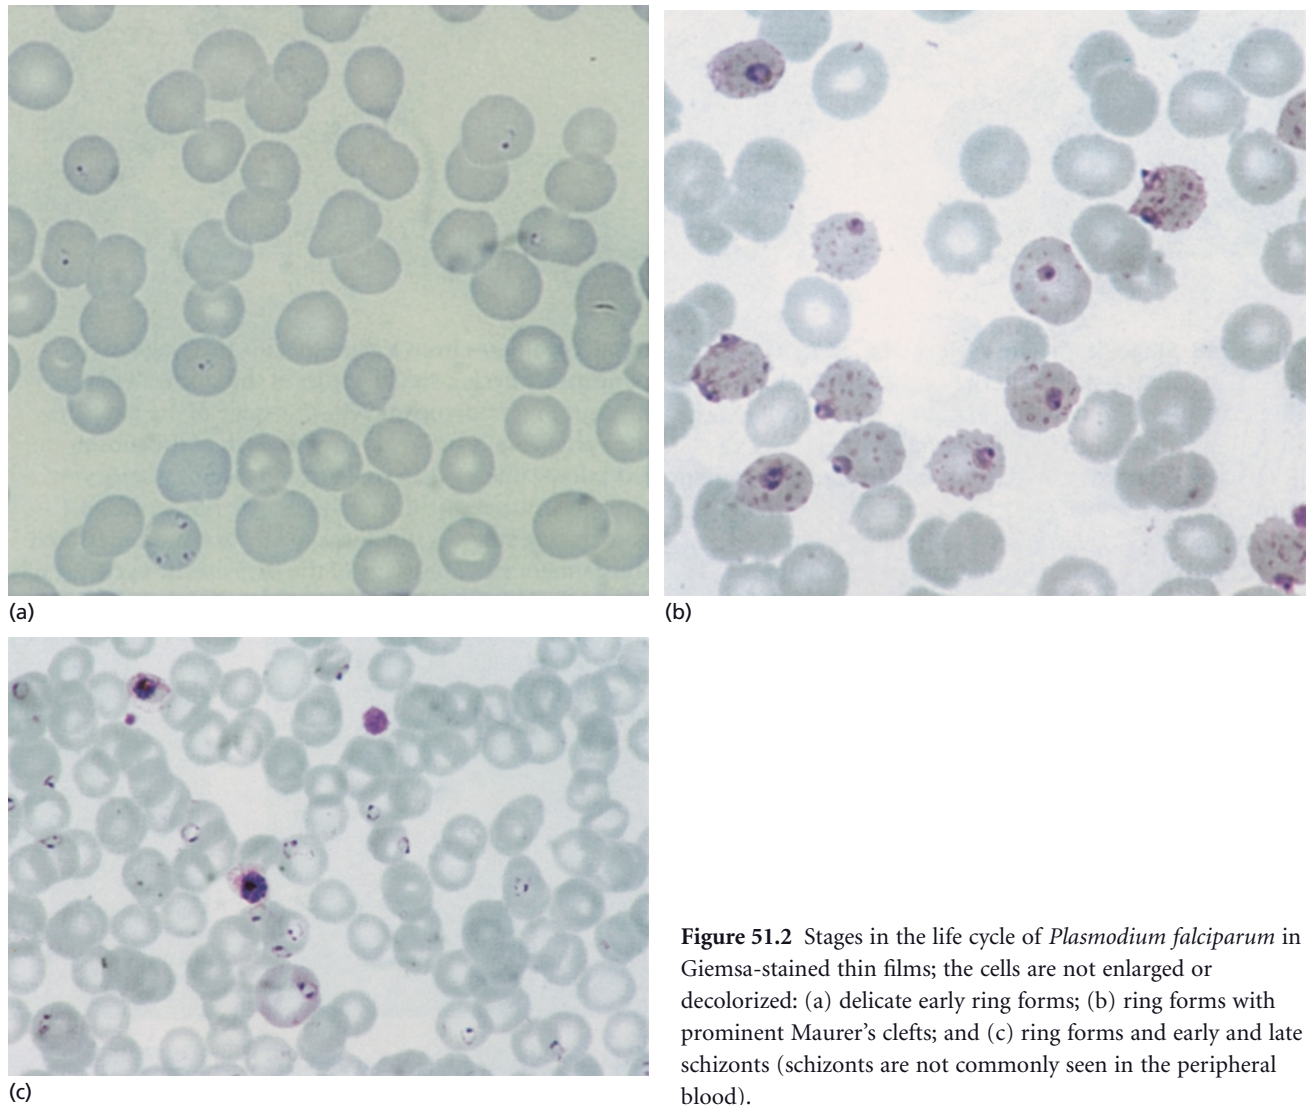 (a)
(b)
(c)
Figure 51.2 Stages in the life cycle of Plasmodium falciparum in
Giemsa-stained thin films; the cells are not enlarged or
decolorized: (a) delicate early ring forms; (b) ring forms with
prominent Maurer's clefts; and (c) ring forms and early and late
schizonts (schizonts are not commonly seen in the peripheral
blood).